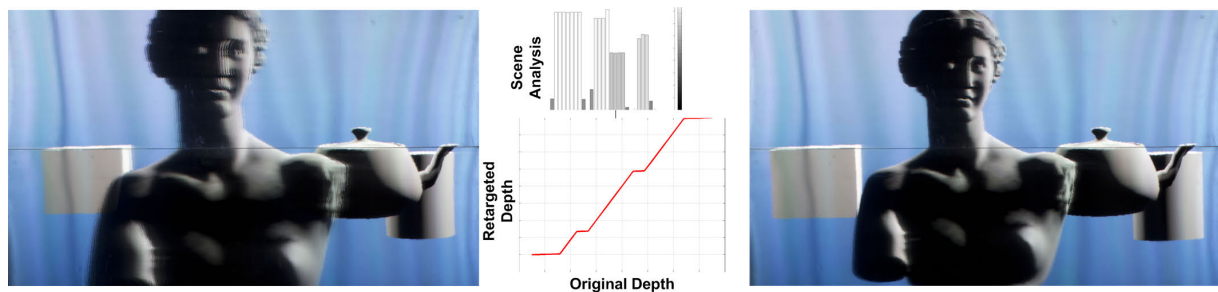 Scene
Analysis
Retargeted
Depth
Original Depth